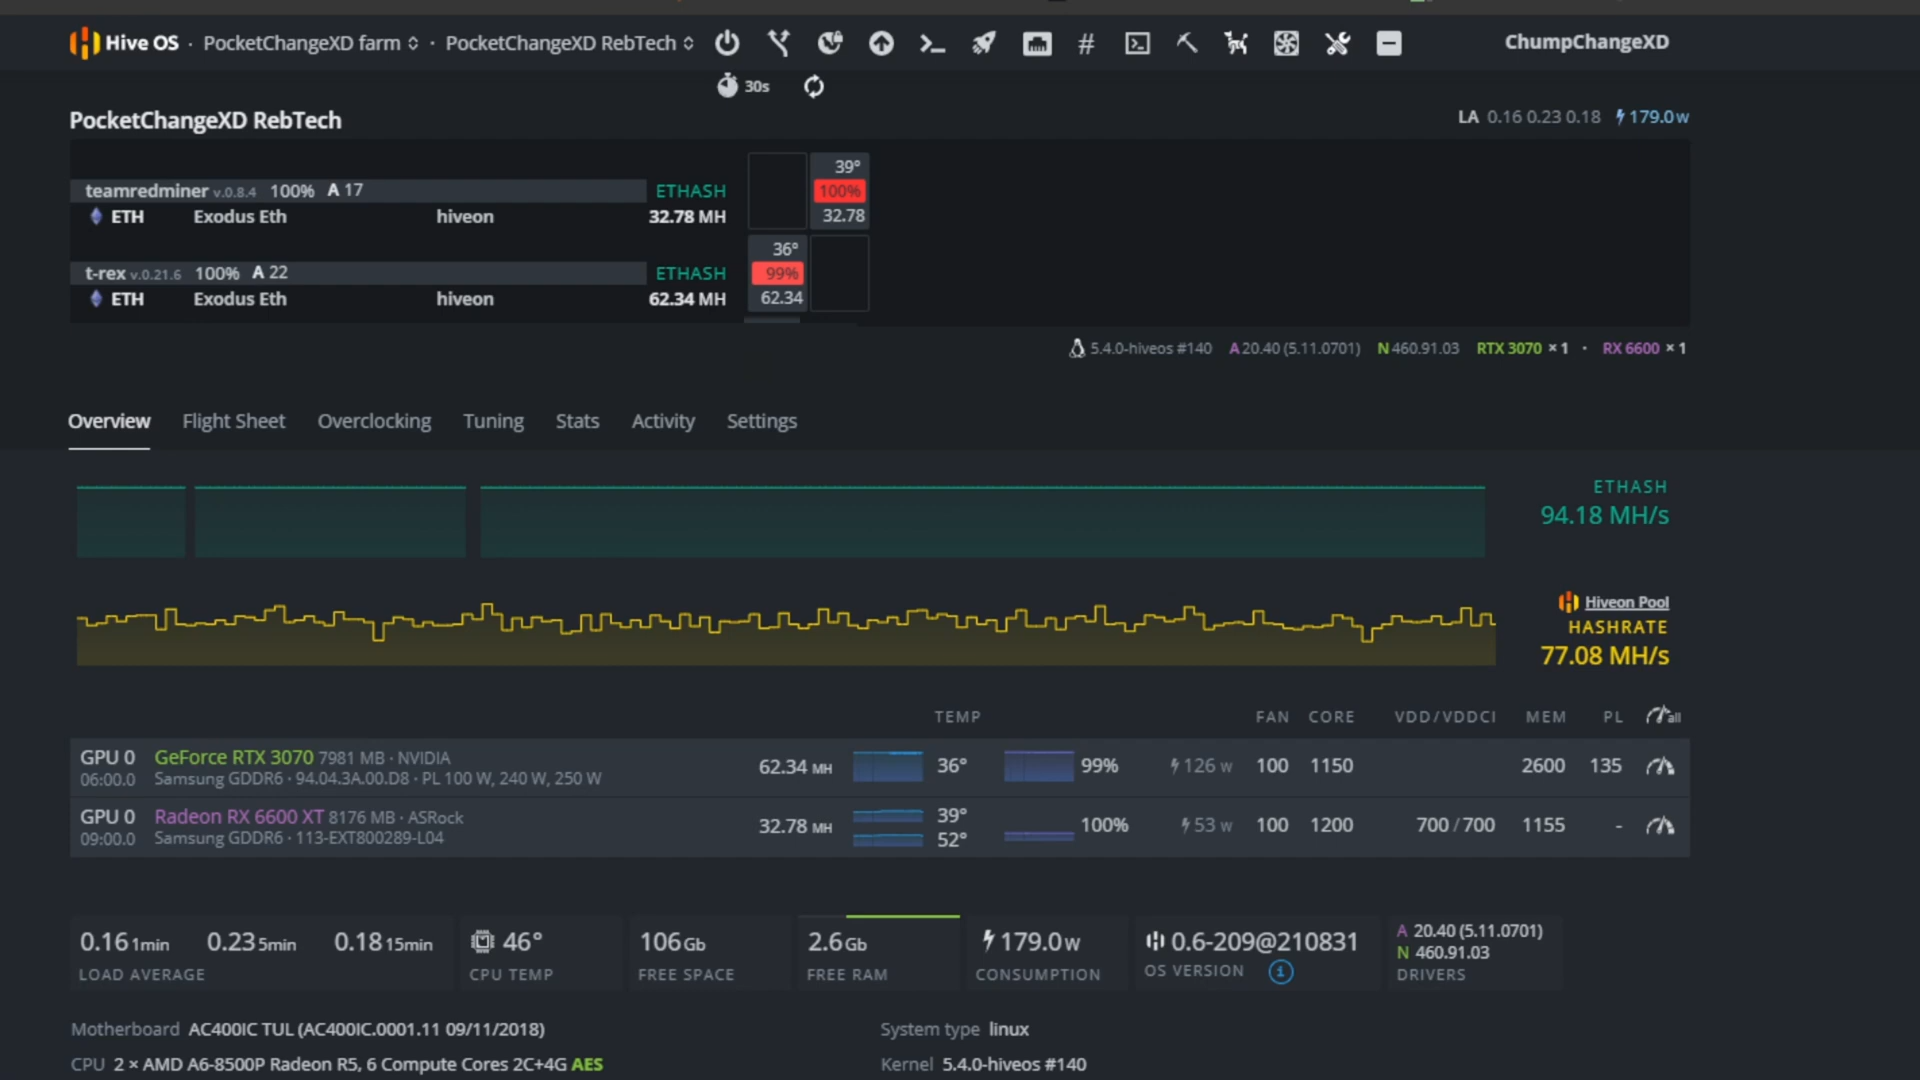 Hive OS · PocketChangeXD farm · PocketChangeXD RebTech # ChumpChangeXD
30s
PocketChangeXD RebTech LA 0.16 0.23 0.18 179.0 w
teamredminer v.0.8.4 100% A 17 ETHASH
ETH Exodus Eth hiveon 32.78 MH
39°
100%
32.78
t-rex v.0.21.6 100% A 22 ETHASH
ETH Exodus Eth hiveon 62.34 MH
36°
99%
62.34
5.4.0-hiveos #140 A 20.40 (5.11.0701) N 460.91.03 RTX 3070 × 1 · RX 6600 × 1
Overview Flight Sheet Overclocking Tuning Stats Activity Settings
ETHASH
94.18 MH/s
Hiveon Pool
HASHRATE
77.08 MH/s
TEMP FAN CORE VDD/VDDCI MEM PL all
GPU 0 GeForce RTX 3070 7981 MB · NVIDIA 62.34 MH 36° 99% 126 w 100 1150 2600 135
06:00.0 Samsung GDDR6 · 94.04.3A.00.D8 · PL 100 W, 240 W, 250 W
GPU 0 Radeon RX 6600 XT 8176 MB · ASRock 32.78 MH 39° 100% 53 w 100 1200 700 / 700 1155 -
09:00.0 Samsung GDDR6 · 113-EXT800289-L04 52°
0.16 1min 0.23 5min 0.18 15min
LOAD AVERAGE
46°
CPU TEMP
106 Gb
FREE SPACE
2.6 Gb
FREE RAM
179.0 w
CONSUMPTION
0.6-209@210831
OS VERSION i
A 20.40 (5.11.0701)
N 460.91.03
DRIVERS
Motherboard AC400IC TUL (AC400IC.0001.11 09/11/2018)
CPU 2 × AMD A6-8500P Radeon R5, 6 Compute Cores 2C+4G AES
System type linux
Kernel 5.4.0-hiveos #140